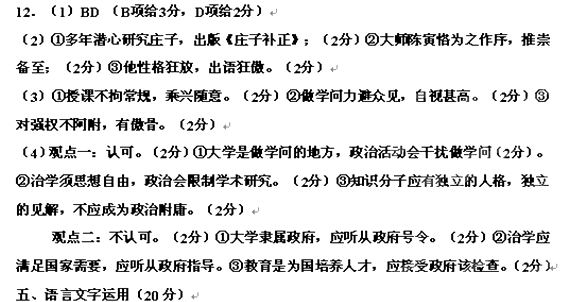 12.（1）BD （B项给3分，D项给2分）
（2）①多年潜心研究庄子，出版《庄子补正》；（2分）②大师陈寅恪为之作序，推崇
备至；（2分）③他性格狂放，出语狂傲。（2分）
（3）①授课不拘常规，乘兴随意。（2分）②做学问力避众见，自视甚高。（2分）③
对强权不阿附，有傲骨。（2分）
（4）观点一：认可。（2分）①大学是做学问的地方，政治活动会干扰做学问（2分）。
②治学须思想自由，政治会限制学术研究。（2分）③知识分子应有独立的人格，独立
的见解，不应成为政治附庸。（2分）
观点二：不认可。（2分）①大学隶属政府，应听从政府号令。（2分）②治学应
满足国家需要，应听从政府指导。③教育是为国培养人才，应接受政府该检查。（2分）
五、语言文字运用（20分）